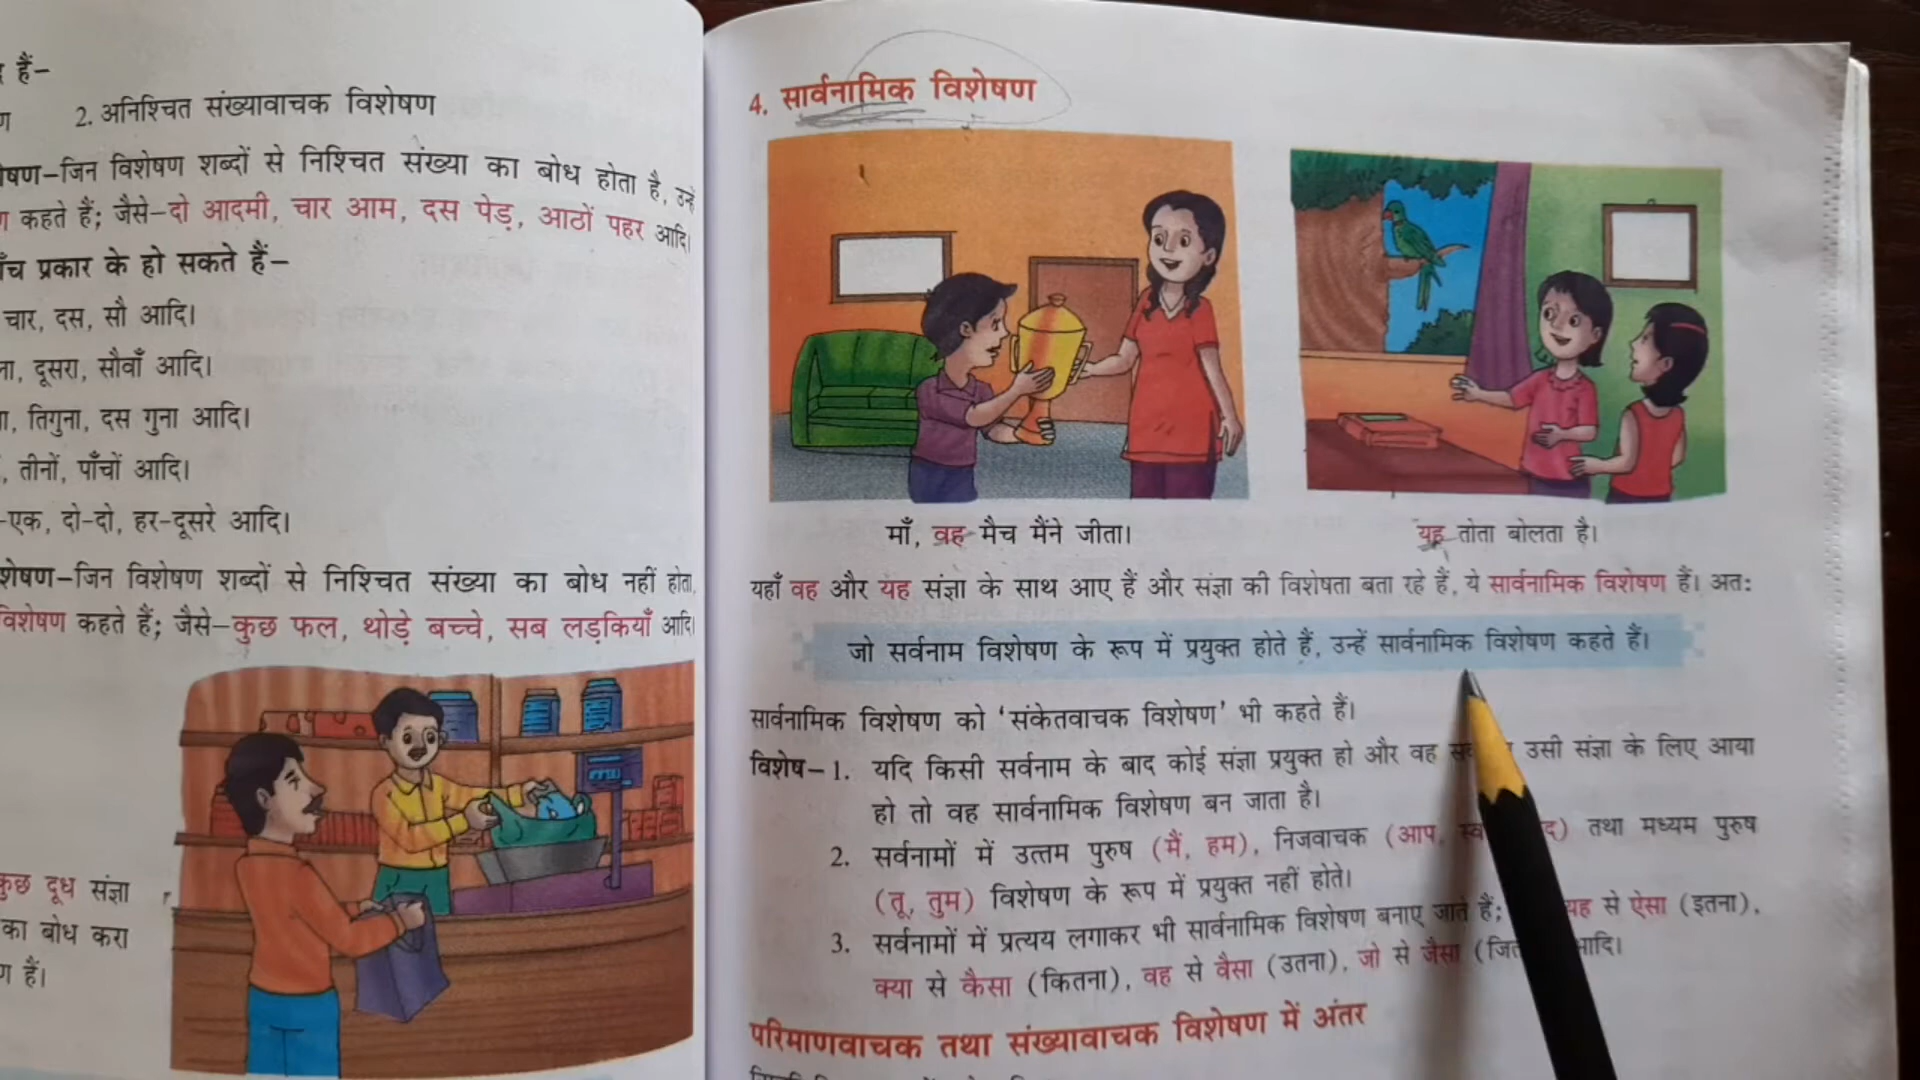 हैं–
2. अनिश्चित संख्यावाचक विशेषण
–जिन विशेषण शब्दों से निश्चित संख्या का बोध होता है, उन्हें
कहते हैं; जैसे–दो आदमी, चार आम, दस पेड़, आठों पहर आदि।
प्रकार के हो सकते हैं–
चार, दस, सौ आदि।
दूसरा, सौवाँ आदि।
तिगुना, दस गुना आदि।
, तीनों, पाँचों आदि।
-एक, दो-दो, हर-दूसरे आदि।
–जिन विशेषण शब्दों से निश्चित संख्या का बोध नहीं होता,
विशेषण कहते हैं; जैसे–कुछ फल, थोड़े बच्चे, सब लड़कियाँ आदि।
कुछ दूध संज्ञा
का बोध करा
हैं।
4. सार्वनामिक विशेषण
माँ, वह मैच मैंने जीता।
यह तोता बोलता है।
यहाँ वह और यह संज्ञा के साथ आए हैं और संज्ञा की विशेषता बता रहे हैं, ये सार्वनामिक विशेषण हैं। अतः
जो सर्वनाम विशेषण के रूप में प्रयुक्त होते हैं, उन्हें सार्वनामिक विशेषण कहते हैं।
सार्वनामिक विशेषण को 'संकेतवाचक विशेषण' भी कहते हैं।
विशेष– 1. यदि किसी सर्वनाम के बाद कोई संज्ञा प्रयुक्त हो और वह उसी संज्ञा के लिए आया
हो तो वह सार्वनामिक विशेषण बन जाता है।
2. सर्वनामों में उत्तम पुरुष (मैं, हम), निजवाचक (आप, तथा मध्यम पुरुष
(तू, तुम) विशेषण के रूप में प्रयुक्त नहीं होते।
3. सर्वनामों में प्रत्यय लगाकर भी सार्वनामिक विशेषण बनाए जाते हैं; यह से ऐसा (इतना),
क्या से कैसा (कितना), वह से वैसा (उतना), जो से जैसा आदि।
परिमाणवाचक तथा संख्यावाचक विशेषण में अंतर